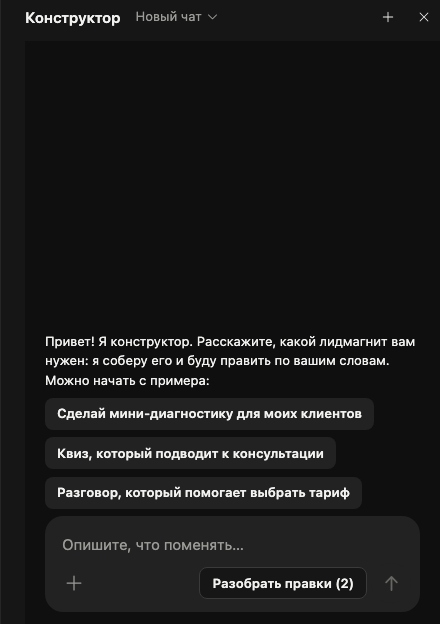 Конструктор Новый чат
Привет! Я конструктор. Расскажите, какой лидмагнит вам
нужен: я соберу его и буду править по вашим словам.
Можно начать с примера:
Сделай мини-диагностику для моих клиентов
Квиз, который подводит к консультации
Разговор, который помогает выбрать тариф
Опишите, что поменять...
Разобрать правки (2)